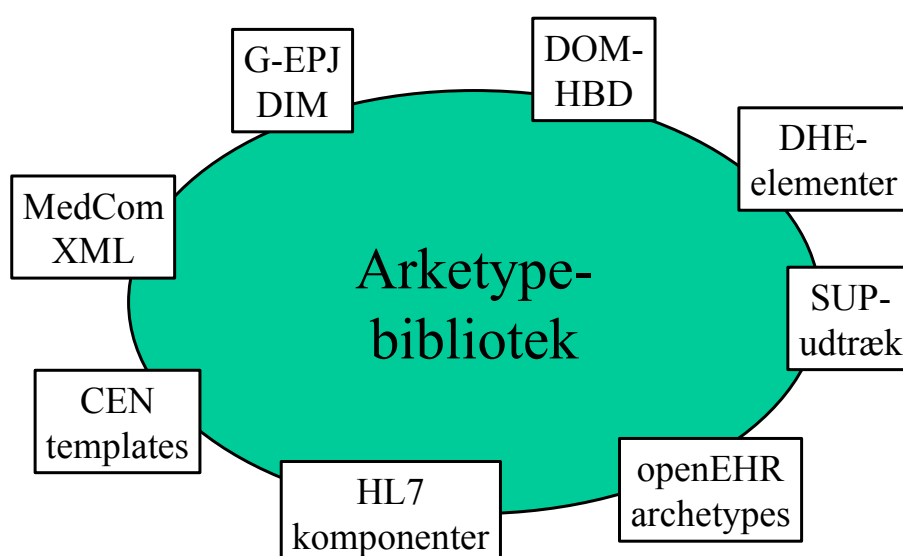 G-EPJ
DIM
DOM-
HBD
DHE-
elementer
MedCom
XML
Arketype-
bibliotek
SUP-
udtræk
CEN
templates
HL7
komponenter
openEHR
archetypes